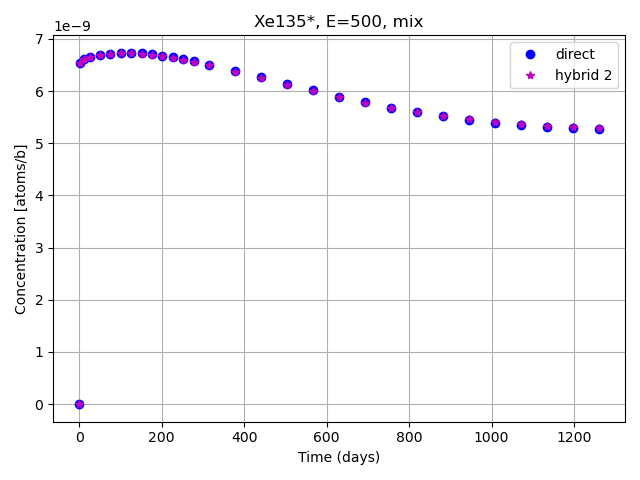 Xe135*, E=500, mix
1e−9
7
6
5
4
3
2
1
0
Concentration [atoms/b]
direct
hybrid 2
0 200 400 600 800 1000 1200
Time (days)